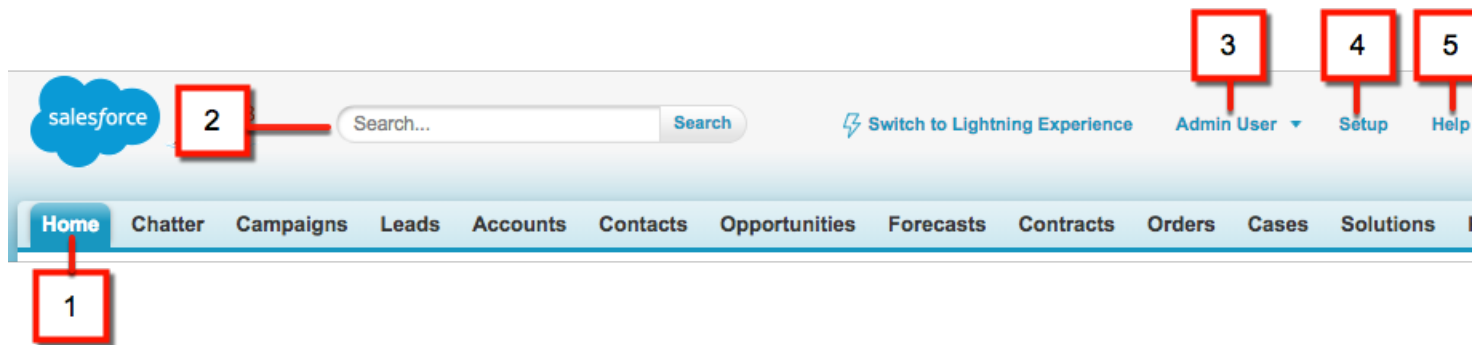 3 4 5
salesforce 2 Search... Search Switch to Lightning Experience Admin User Setup Help
Home Chatter Campaigns Leads Accounts Contacts Opportunities Forecasts Contracts Orders Cases Solutions
1